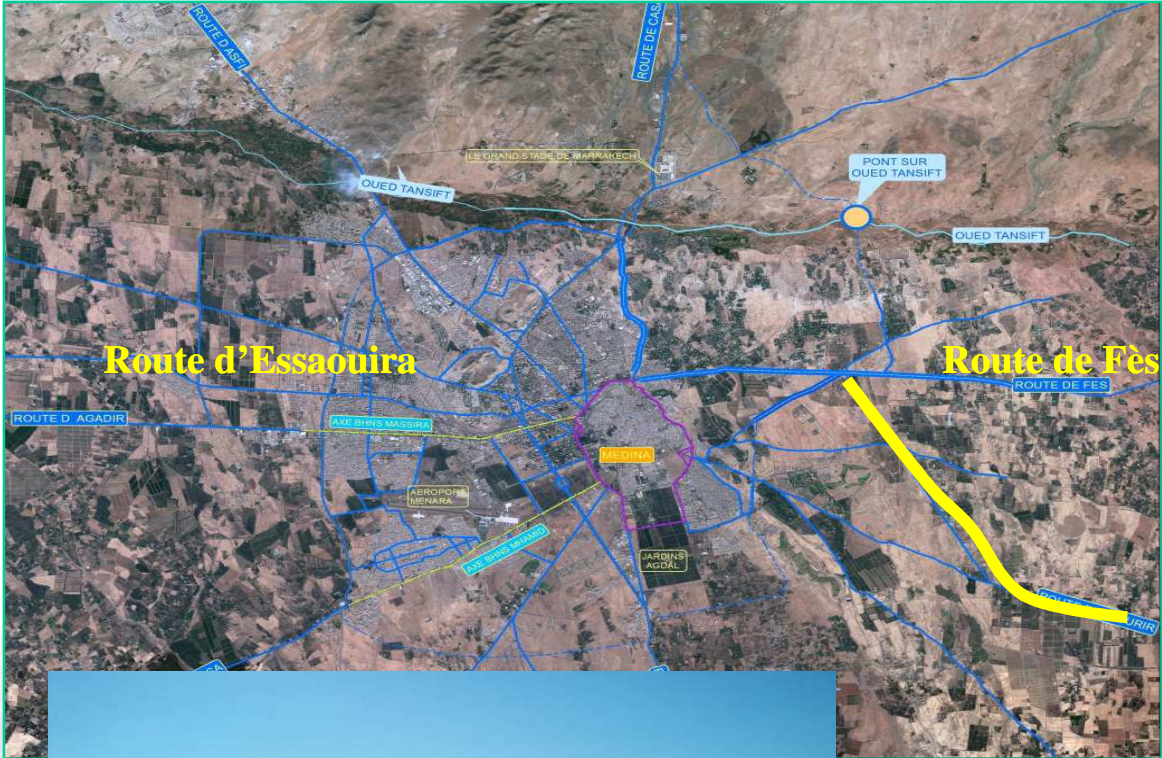 ROUTE D ASFI
ROUTE DE CASA
LE GRAND STADE DE MARRAKECH
PONT SUR
OUED TANSIFT
OUED TANSIFT
OUED TANSIFT
Route d'Essaouira
Route de Fès
ROUTE DE FES
ROUTE D AGADIR
AXE BHNS MASSIRA
MEDINA
AEROPORT
MENARA
AXE BHNS MHAMID
JARDINS
AGDAL
ROUTE